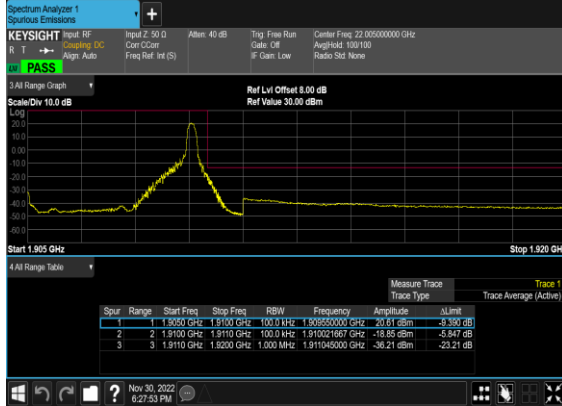 Spectrum Analyzer 1
Spurious Emissions
+
KEYSIGHT Input: RF Input Z: 50 Ω Atten: 40 dB Trig: Free Run Center Freq: 22.005000000 GHz
R T Coupling: DC Corr CCorr Gate: Off Avg|Hold: 100/100
Align: Auto Freq Ref: Int (S) IF Gain: Low Radio Std: None
PASS
3 All Range Graph
Ref Lvl Offset 8.00 dB
Scale/Div 10.0 dB Ref Value 30.00 dBm
Log
20.0
10.0
0.00
-10.0
-20.0
-30.0
-40.0
-50.0
-60.0
Start 1.905 GHz Stop 1.920 GH
4 All Range Table
Measure Trace Trace 1
Trace Type Trace Average (Active)
Spur Range Start Freq Stop Freq RBW Frequency Amplitude ΔLimit
1 1 1.9050 GHz 1.9100 GHz 100.0 kHz 1.909550000 GHz 20.61 dBm -9.390 dB
2 2 1.9100 GHz 1.9110 GHz 100.0 kHz 1.910021667 GHz -18.85 dBm -5.847 dB
3 3 1.9110 GHz 1.9200 GHz 1.000 MHz 1.911045000 GHz -36.21 dBm -23.21 dB
? Nov 30, 2022
6:27:53 PM